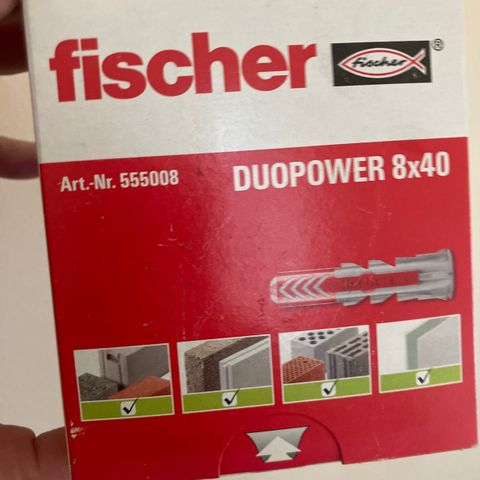 fischer
fischer
®
Art.-Nr. 555008
DUOPOWER 8x40